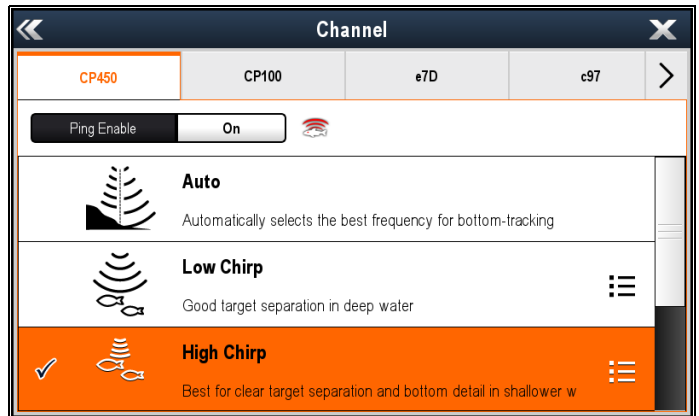 Channel
CP450 CP100 e7D c97
Ping Enable On
Auto
Automatically selects the best frequency for bottom-tracking
Low Chirp
Good target separation in deep water
High Chirp
Best for clear target separation and bottom detail in shallower w